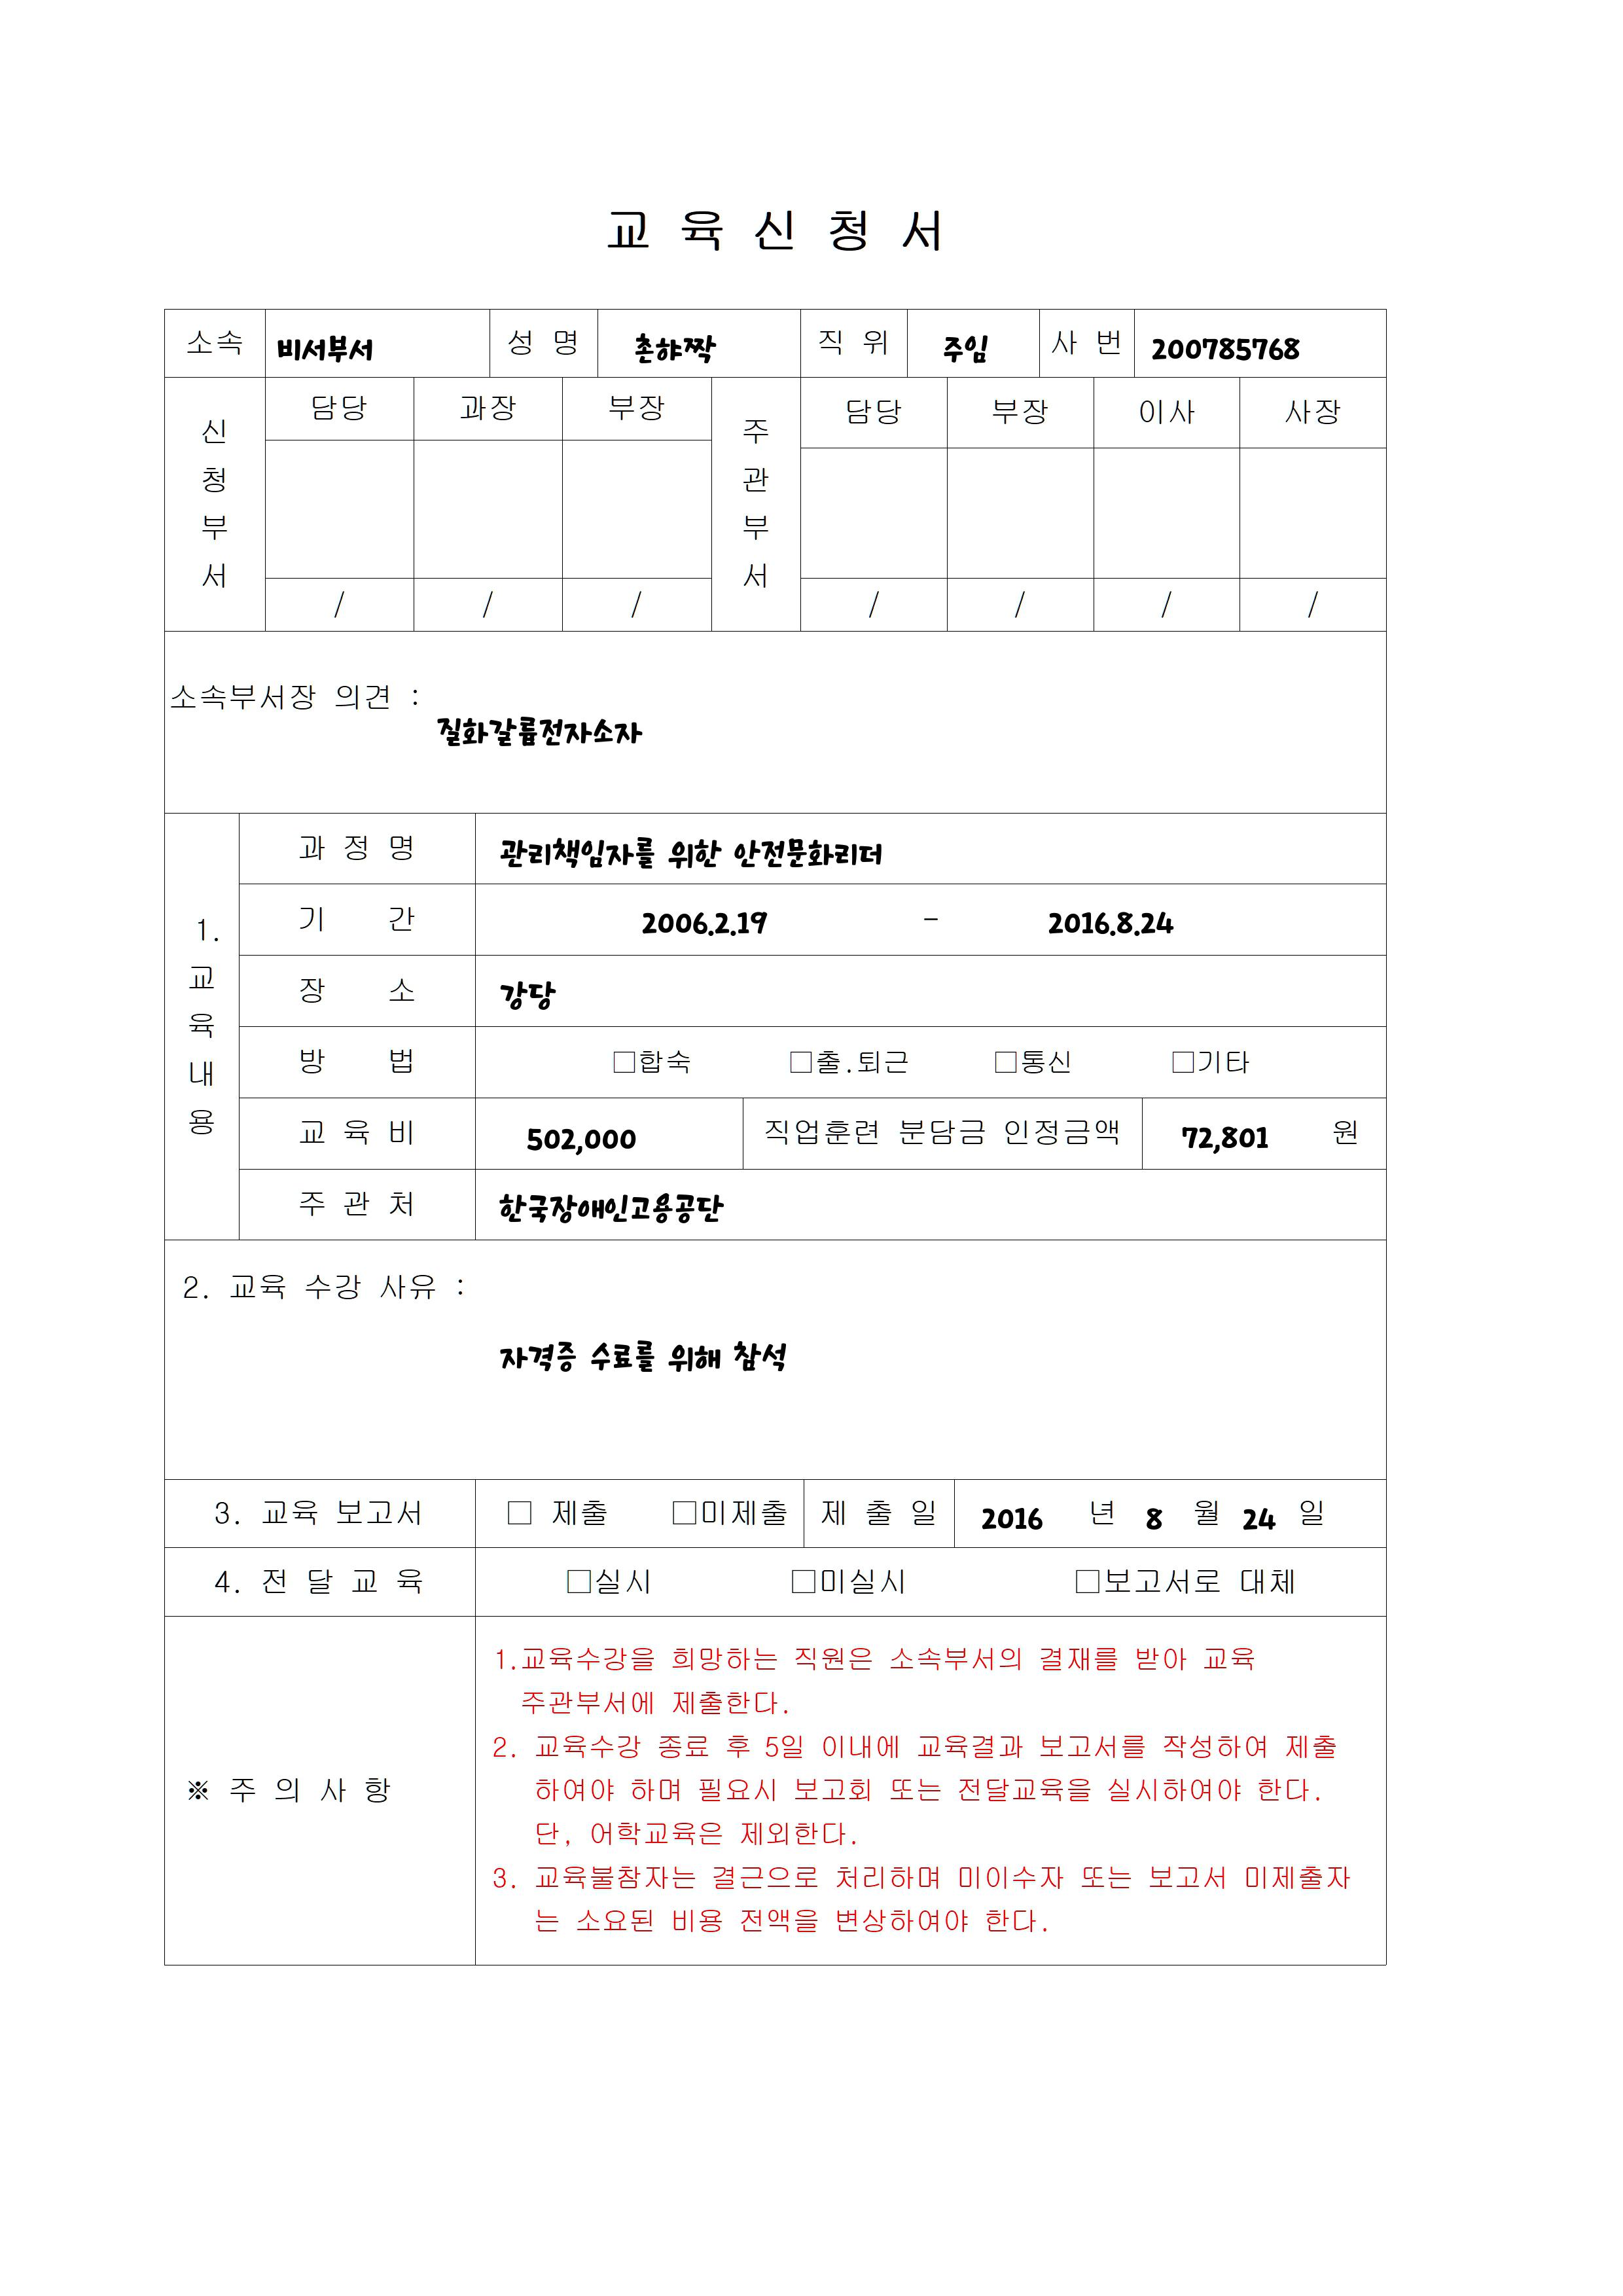 교 육 신 청 서
소속 비서부서 성 명 촌햐짝 직 위 주임 사 번 200785768
신청부서 담당 과장 부장 주관부서 담당 부장 이사 사장
/ / / / / / /
소속부서장 의견 :
질화갈륨전자소자
1. 교육내용
과 정 명 관리책임자를 위한 안전문화리더
기 간 2006.2.19 - 2016.8.24
장 소 강당
방 법 □합숙 □출.퇴근 □통신 □기타
교 육 비 502,000 직업훈련 분담금 인정금액 72,801 원
주 관 처 한국장애인고용공단
2. 교육 수강 사유 :
자격증 수료를 위해 참석
3. 교육 보고서 □ 제출 □미제출 제 출 일 2016 년 8 월 24 일
4. 전 달 교 육 □실시 □미실시 □보고서로 대체
※ 주 의 사 항
1.교육수강을 희망하는 직원은 소속부서의 결재를 받아 교육
주관부서에 제출한다.
2. 교육수강 종료 후 5일 이내에 교육결과 보고서를 작성하여 제출
하여야 하며 필요시 보고회 또는 전달교육을 실시하여야 한다.
단, 어학교육은 제외한다.
3. 교육불참자는 결근으로 처리하며 미이수자 또는 보고서 미제출자
는 소요된 비용 전액을 변상하여야 한다.